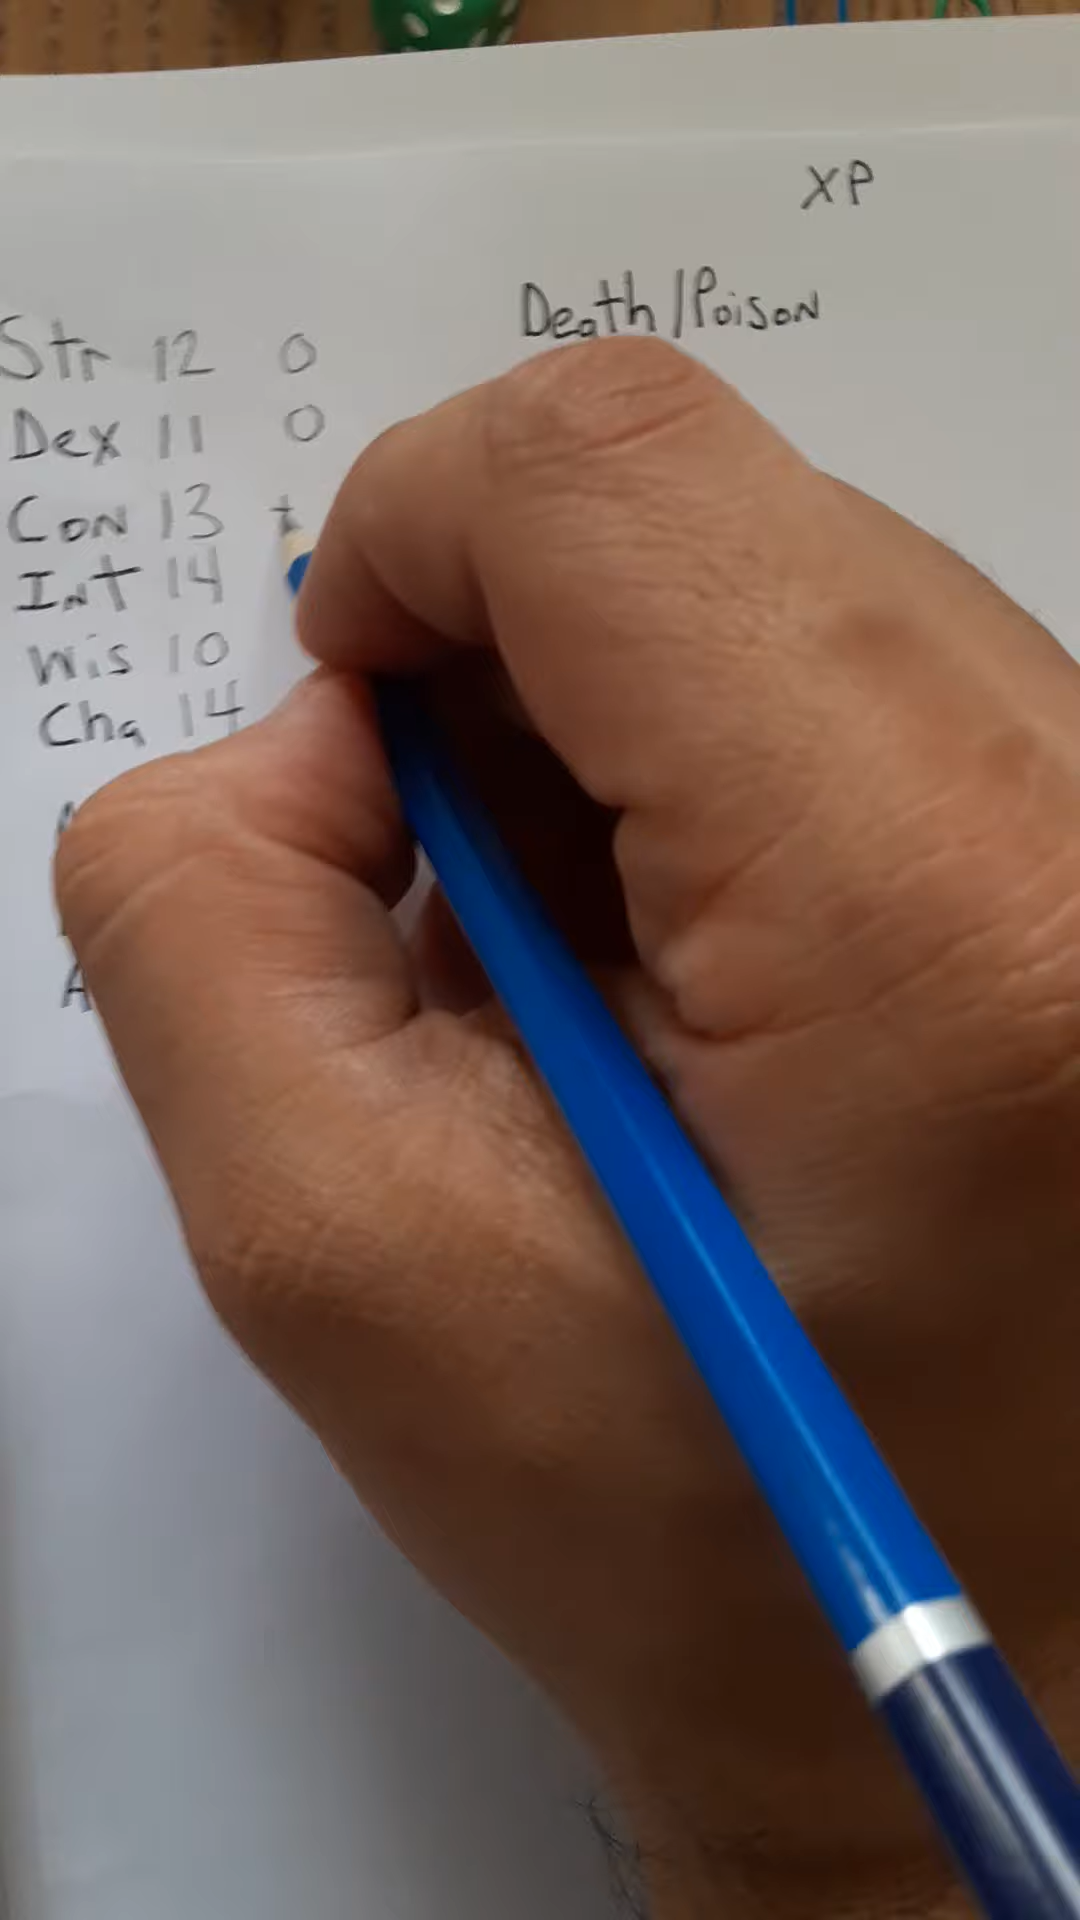 XP
Death/Poison
Str 12 0
Dex 11 0
Con 13 +
Int 14
Wis 10
Cha 14
A
A